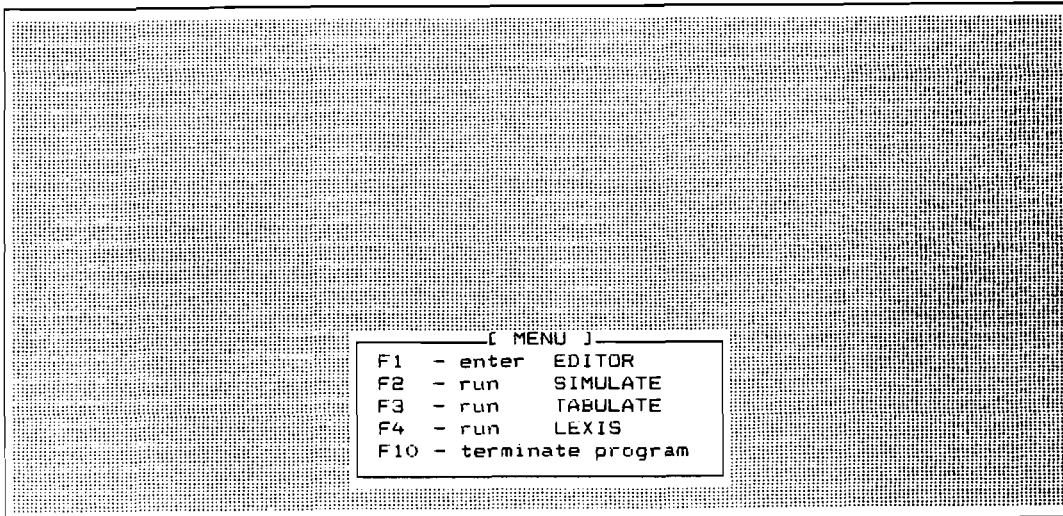 [ MENU ]
F1 - enter EDITOR
F2 - run SIMULATE
F3 - run TABULATE
F4 - run LEXIS
F10 - terminate program